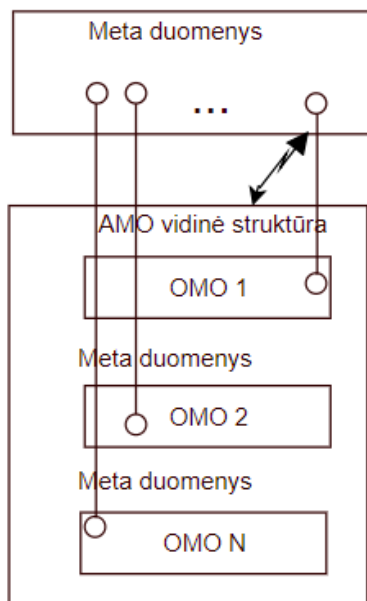 Meta duomenys
...
AMO vidinė struktūra
OMO 1
Meta duomenys
OMO 2
Meta duomenys
OMO N